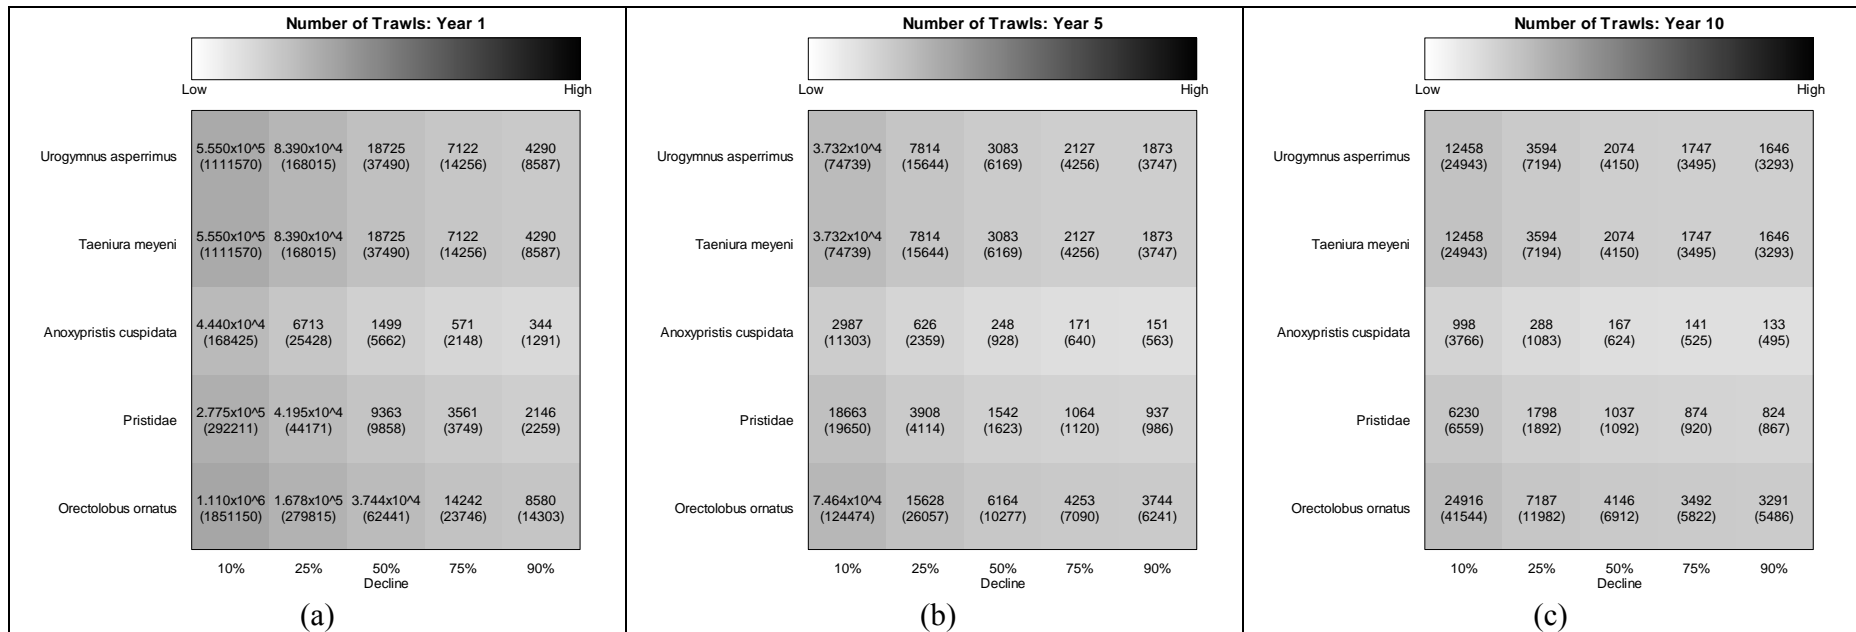 Number of Trawls: Year 1
Low High
Urogymnus asperrimus 5.550x10^5 8.390x10^4 18725 7122 4290
(1111570) (168015) (37490) (14256) (8587)
Taeniura meyeni 5.550x10^5 8.390x10^4 18725 7122 4290
(1111570) (168015) (37490) (14256) (8587)
Anoxypristis cuspidata 4.440x10^4 6713 1499 571 344
(168425) (25428) (5662) (2148) (1291)
Pristidae 2.775x10^5 4.195x10^4 9363 3561 2146
(292211) (44171) (9858) (3749) (2259)
Orectolobus ornatus 1.110x10^6 1.678x10^5 3.744x10^4 14242 8580
(1851150) (279815) (62441) (23746) (14303)
10% 25% 50% 75% 90%
Decline
(a)
Number of Trawls: Year 5
Low High
Urogymnus asperrimus 3.732x10^4 7814 3083 2127 1873
(74739) (15644) (6169) (4256) (3747)
Taeniura meyeni 3.732x10^4 7814 3083 2127 1873
(74739) (15644) (6169) (4256) (3747)
Anoxypristis cuspidata 2987 626 248 171 151
(11303) (2359) (928) (640) (563)
Pristidae 18663 3908 1542 1064 937
(19650) (4114) (1623) (1120) (986)
Orectolobus ornatus 7.464x10^4 15628 6164 4253 3744
(124474) (26057) (10277) (7090) (6241)
10% 25% 50% 75% 90%
Decline
(b)
Number of Trawls: Year 10
Low High
Urogymnus asperrimus 12458 3594 2074 1747 1646
(24943) (7194) (4150) (3495) (3293)
Taeniura meyeni 12458 3594 2074 1747 1646
(24943) (7194) (4150) (3495) (3293)
Anoxypristis cuspidata 998 288 167 141 133
(3766) (1083) (624) (525) (495)
Pristidae 6230 1798 1037 874 824
(6559) (1892) (1092) (920) (867)
Orectolobus ornatus 24916 7187 4146 3492 3291
(41544) (11982) (6912) (5822) (5486)
10% 25% 50% 75% 90%
Decline
(c)